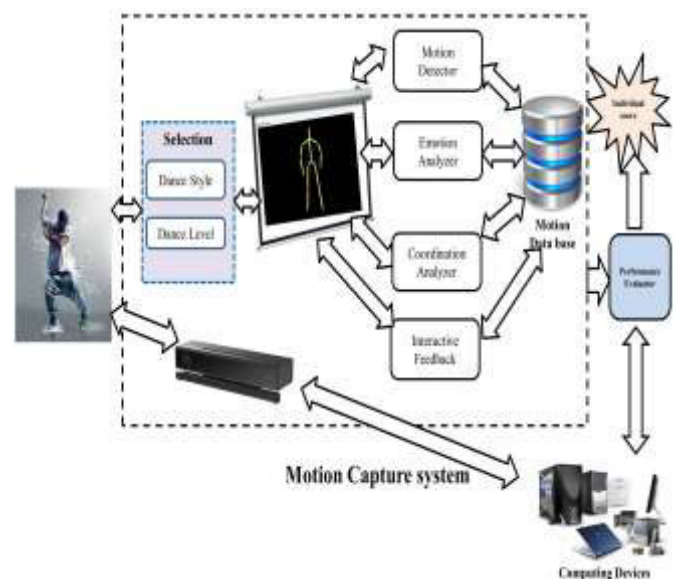 Motion
Detector
Individual
users
Selection
Emotion
Analyzer
Dance Style
Motion
Data base
Dance Level
Coordination
Analyzer
Performance
Evaluator
Interactive
Feedback
Motion Capture system
Computing Devices